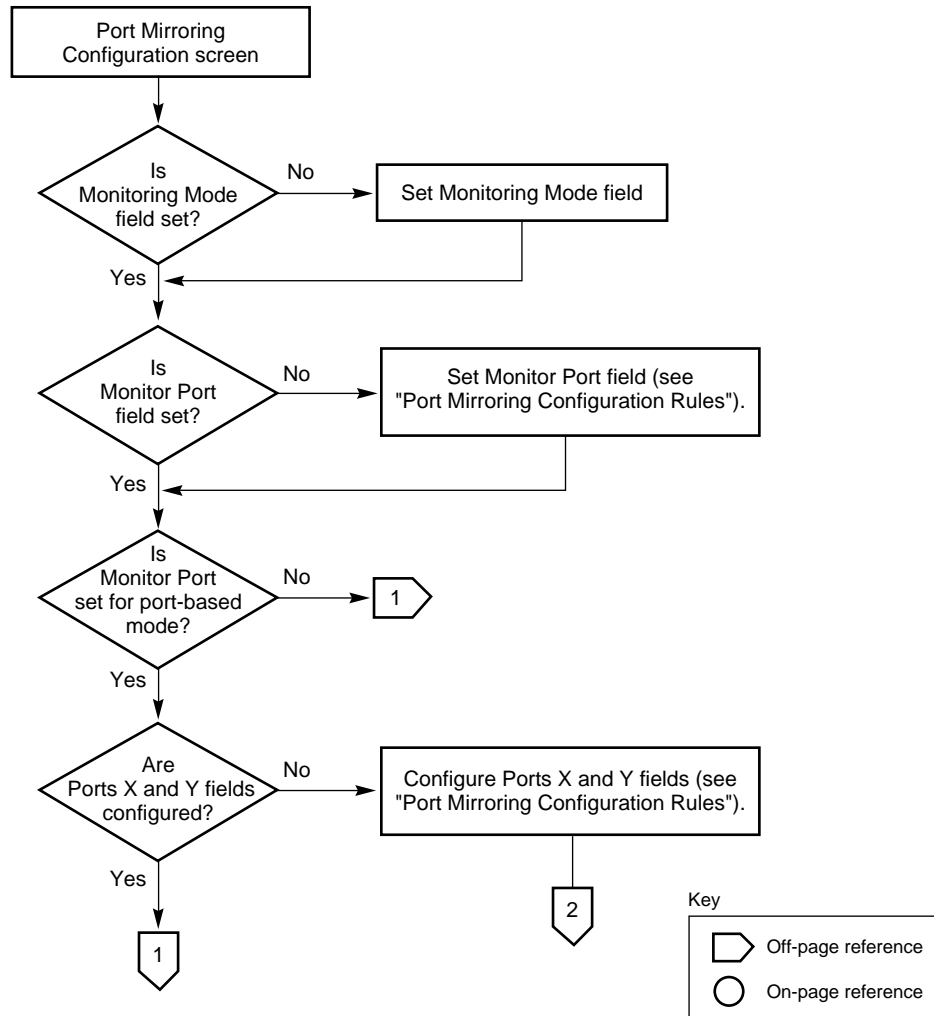 Port Mirroring
Configuration screen
Is
Monitoring Mode
field set?
No
Set Monitoring Mode field
Yes
Is
Monitor Port
field set?
No
Set Monitor Port field (see
"Port Mirroring Configuration Rules").
Yes
Is
Monitor Port
set for port-based
mode?
No
1
Yes
Are
Ports X and Y fields
configured?
No
Configure Ports X and Y fields (see
"Port Mirroring Configuration Rules").
Yes
1
2
Key
Off-page reference
On-page reference